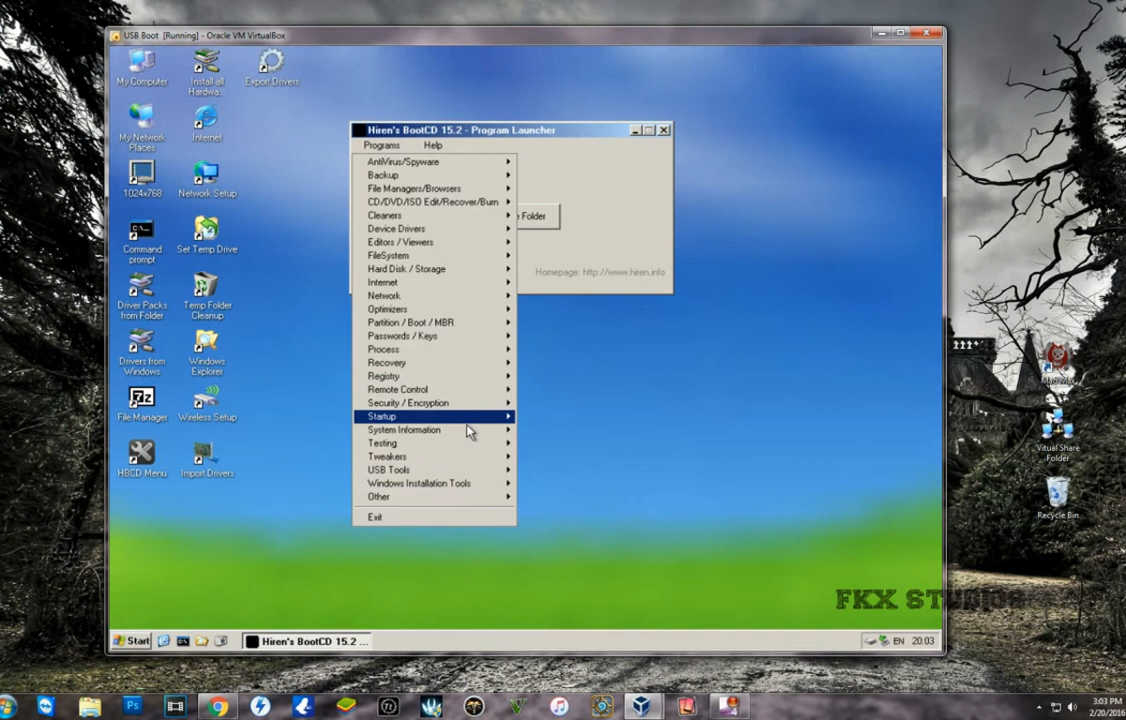 USB Boot [Running] - Oracle VM VirtualBox
My Computer
Install all
Hardwa...
Export Drivers
My Network
Places
Internet
1024x768
Network Setup
Command
prompt
Set Temp Drive
Driver Packs
from Folder
Temp Folder
Cleanup
Drivers from
Windows
Windows
Explorer
File Manager
Wireless Setup
HBCD Menu
Import Drivers
Hiren's BootCD 15.2 - Program Launcher
Programs Help
AntiVirus/Spyware
Backup
File Managers/Browsers
CD/DVD/ISO Edit/Recover/Burn
Cleaners
Device Drivers
Editors / Viewers
FileSystem
Hard Disk / Storage
Internet
Network
Optimizers
Partition / Boot / MBR
Passwords / Keys
Process
Recovery
Registry
Remote Control
Security / Encryption
Startup
System Information
Testing
Tweakers
USB Tools
Windows Installation Tools
Other
Exit
Folder
Homepage: http://www.hiren.info
Vitual Share
Folder
Recycle Bin
FKX STUDIOS
Start
Hiren's BootCD 15.2 ...
EN 20:03
Ps
3:03 PM
2/20/2016